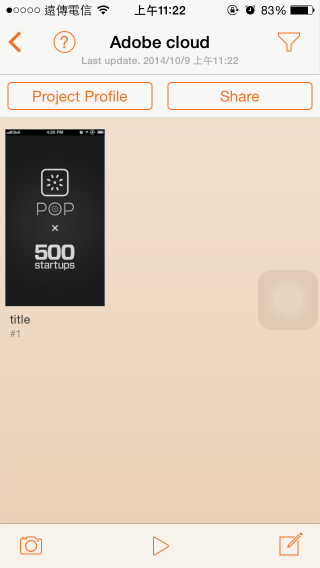 遠傳電信 上午11:22 83%
? Adobe cloud
Last update. 2014/10/9 上午11:22
Project Profile Share
4:20 PM
POP
×
500
startups
title
#1